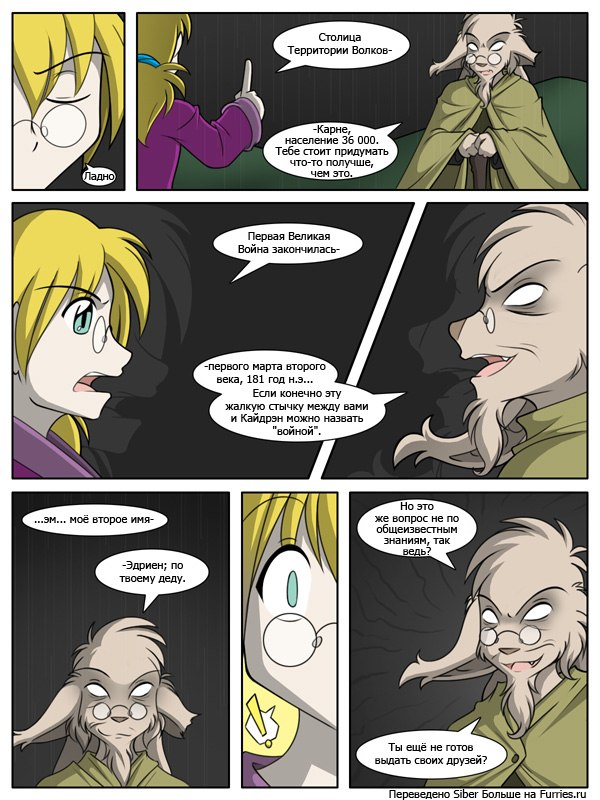 Ладно
Столица
Территории Волков-
-Карне,
население 36 000.
Тебе стоит придумать
что-то получше,
чем это.
Первая Великая
Война закончилась-
-первого марта второго
века, 181 год н.э...
Если конечно эту
жалкую стычку между вами
и Кайдрэн можно назвать
"войной".
...эм... моё второе имя-
-Эдриен; по
твоему деду.
!
Но это
же вопрос не по
общеизвестным
знаниям, так
ведь?
Ты ещё не готов
выдать своих друзей?
Переведено Siber Больше на Furries.ru